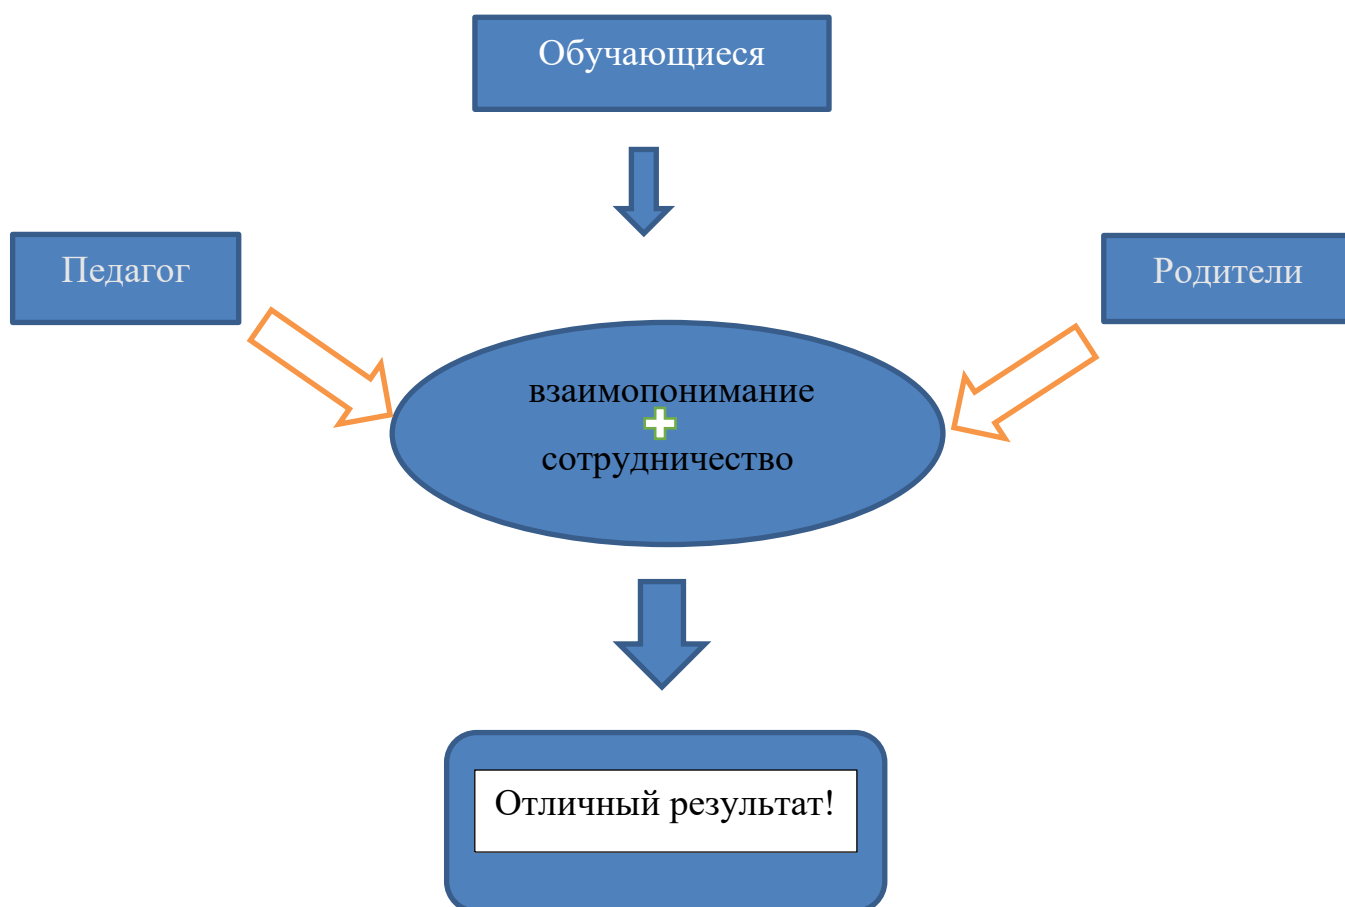 Обучающиеся
Педагог
Родители
взаимопонимание
сотрудничество
Отличный результат!